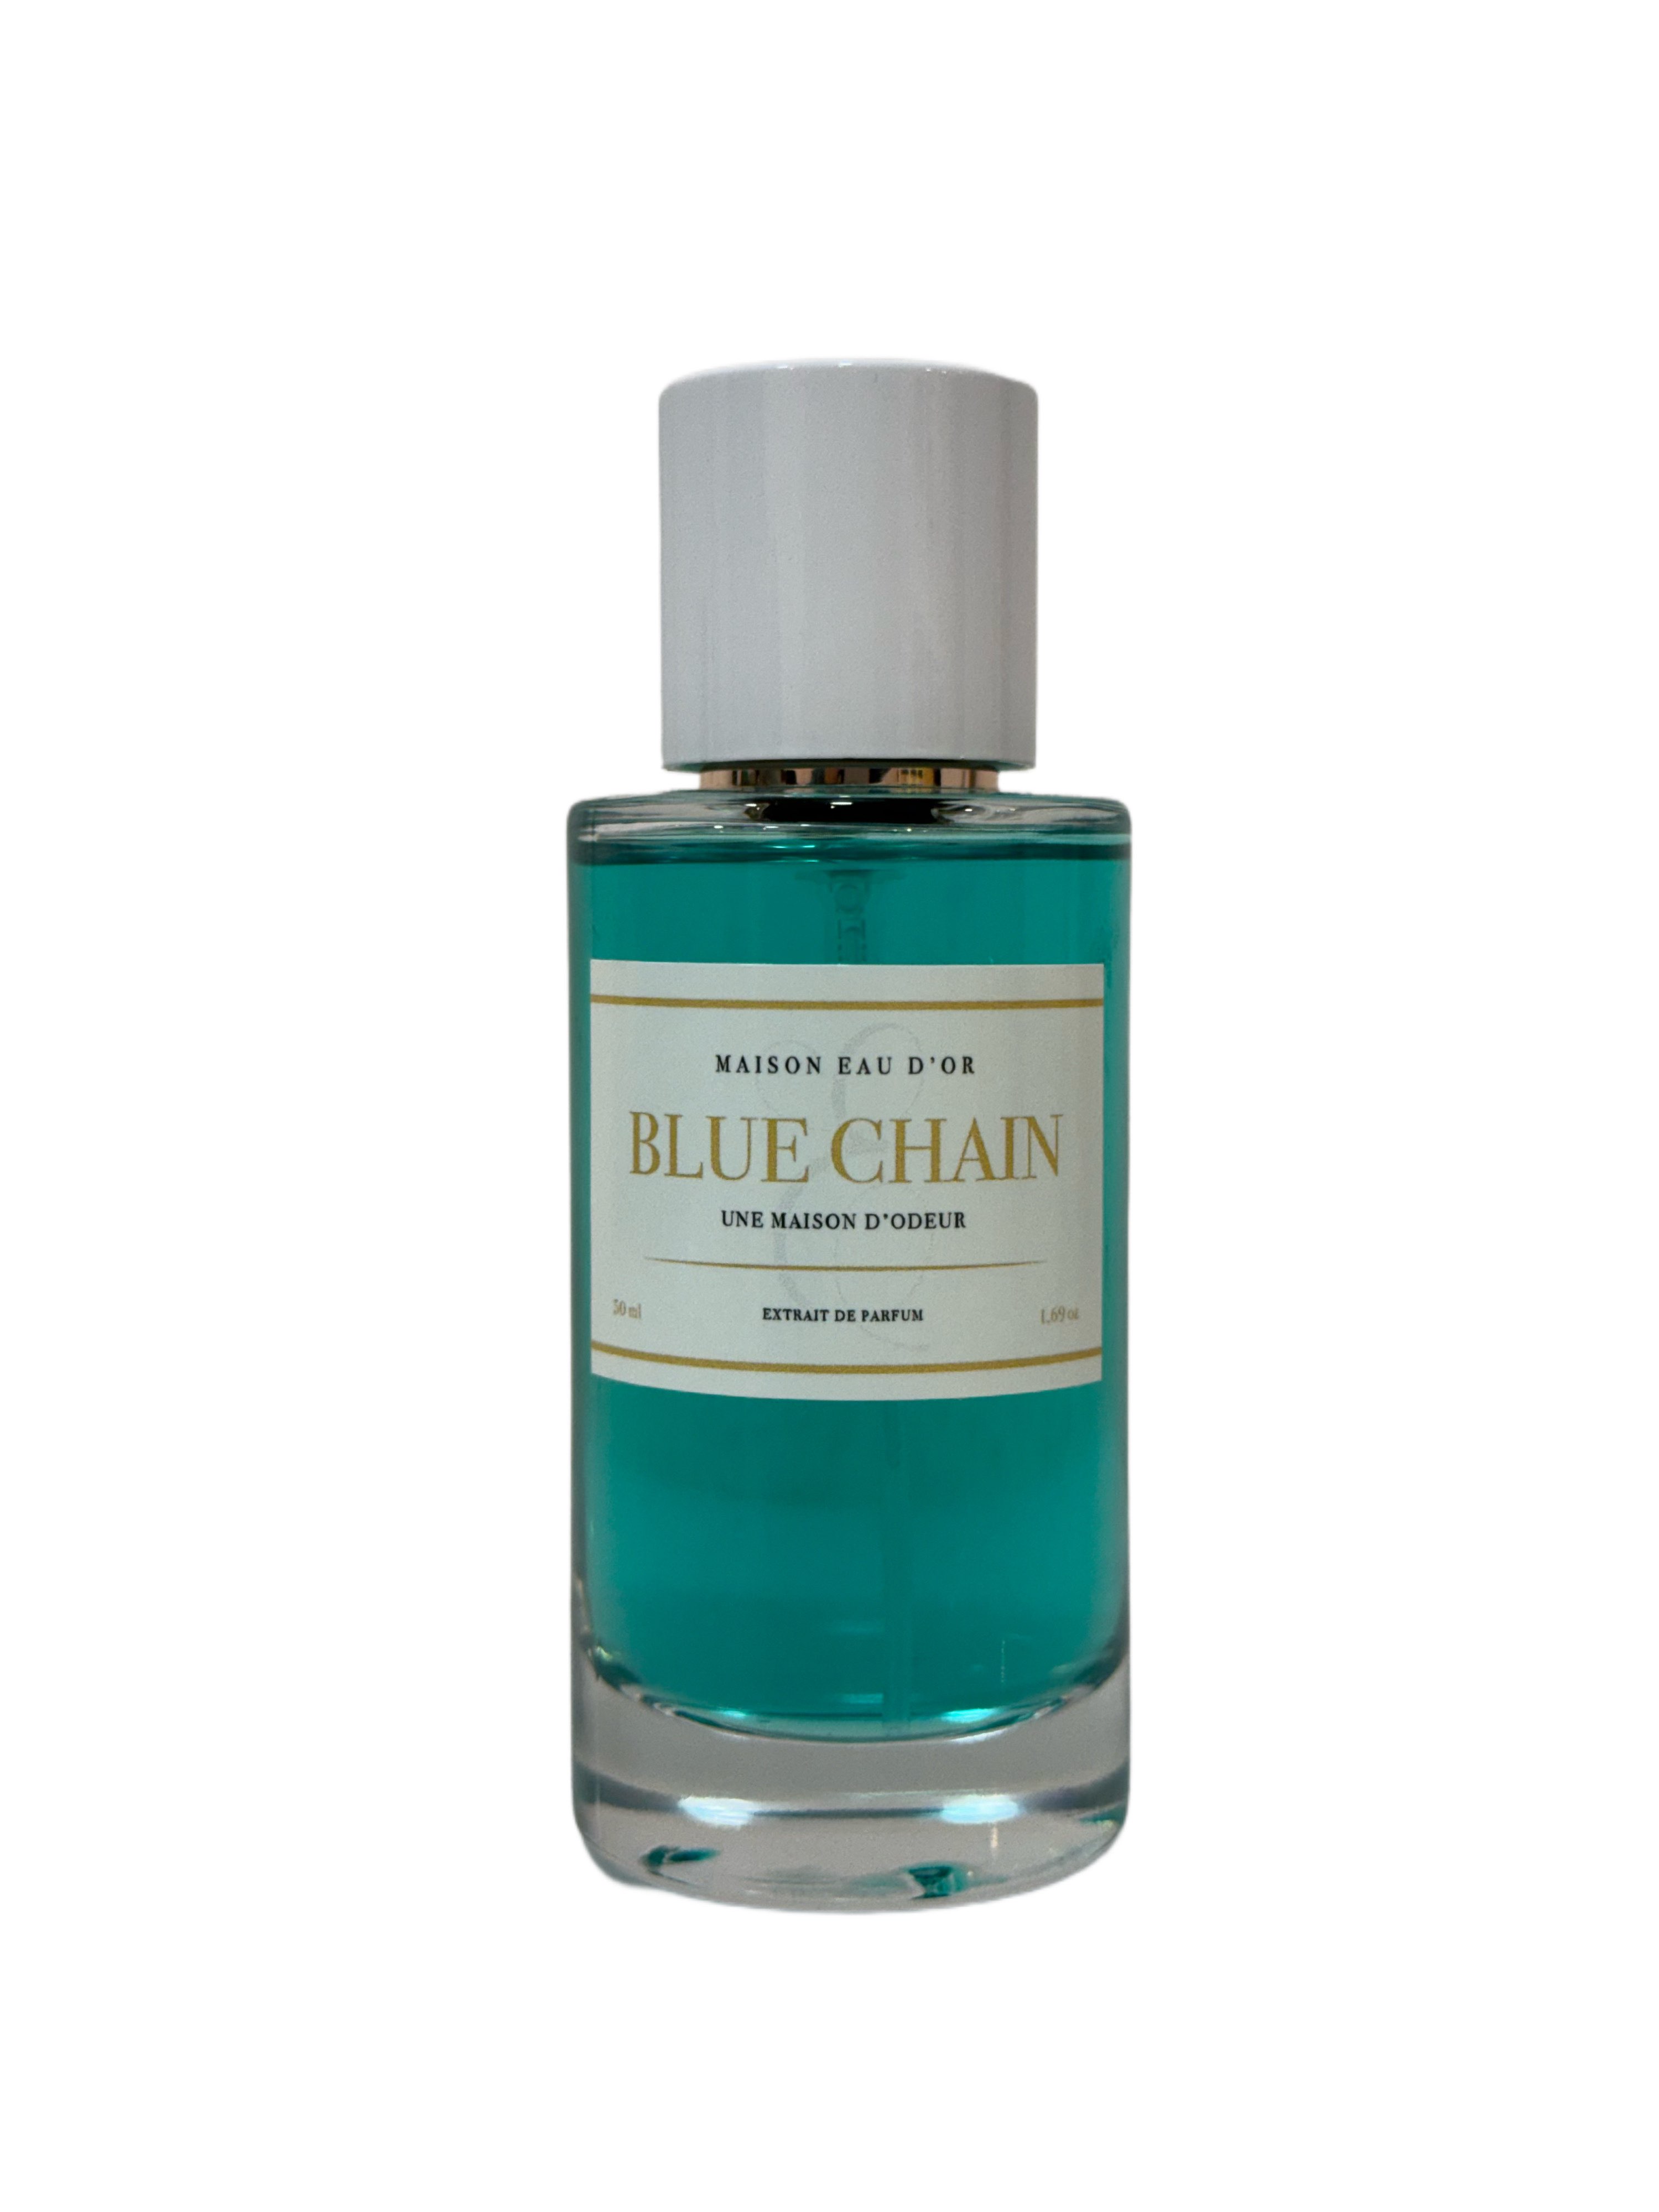 MAISON EAU D'OR
BLUE CHAIN
UNE MAISON D'ODEUR
50 ml EXTRAIT DE PARFUM 1,69 oz